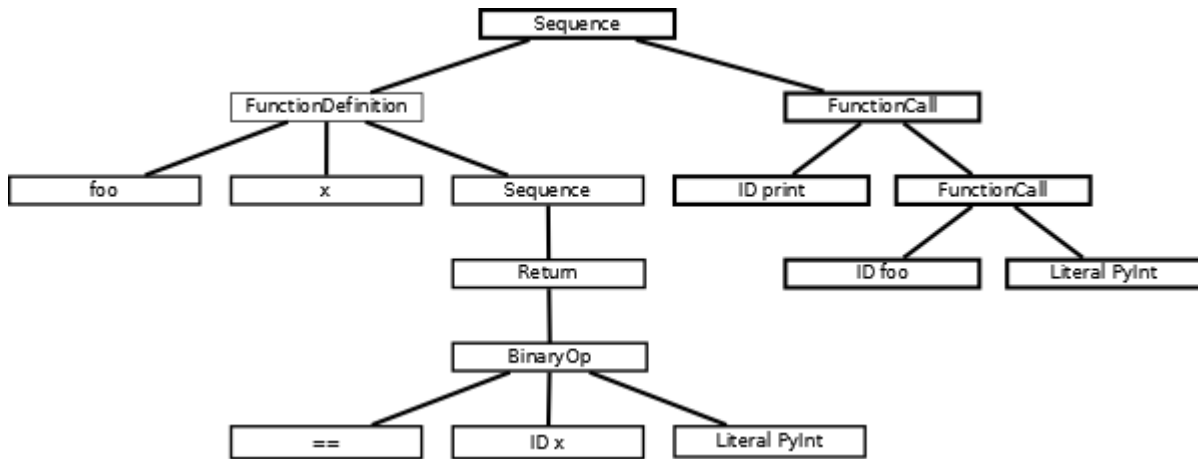 Sequence
FunctionDefinition
FunctionCall
foo
x
Sequence
ID print
FunctionCall
Return
ID foo
Literal PyInt
BinaryOp
==
ID x
Literal PyInt